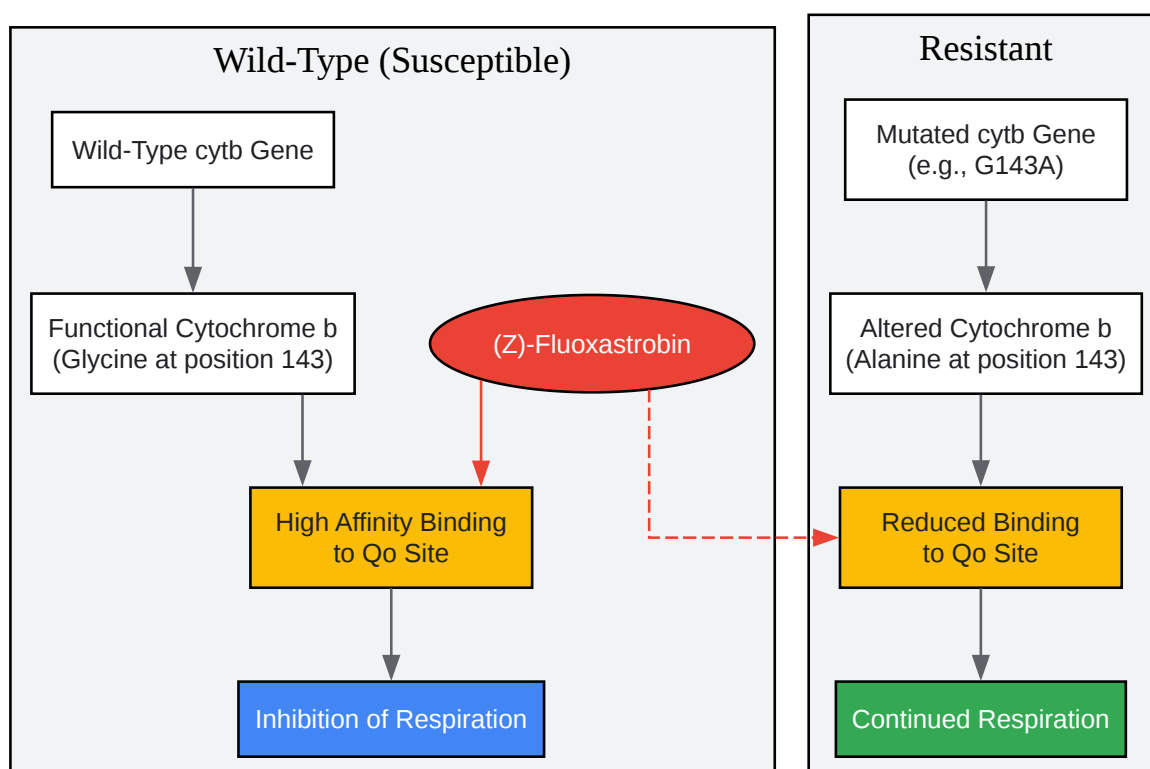 Wild-Type (Susceptible)
Wild-Type cytb Gene
Functional Cytochrome b
(Glycine at position 143)
(Z)-Fluoxastrobin
High Affinity Binding
to Qo Site
Inhibition of Respiration
Resistant
Mutated cytb Gene
(e.g., G143A)
Altered Cytochrome b
(Alanine at position 143)
Reduced Binding
to Qo Site
Continued Respiration